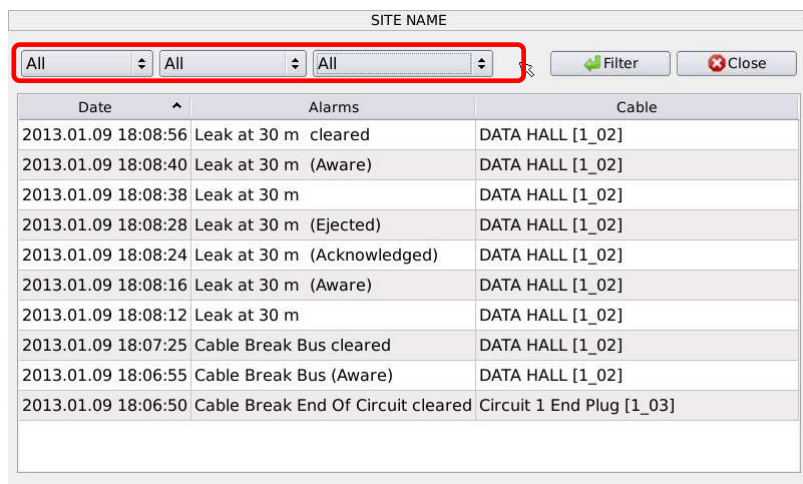 SITE NAME
All All All Filter Close
Date Alarms Cable
2013.01.09 18:08:56 Leak at 30 m cleared DATA HALL [1_02]
2013.01.09 18:08:40 Leak at 30 m (Aware) DATA HALL [1_02]
2013.01.09 18:08:38 Leak at 30 m DATA HALL [1_02]
2013.01.09 18:08:28 Leak at 30 m (Ejected) DATA HALL [1_02]
2013.01.09 18:08:24 Leak at 30 m (Acknowledged) DATA HALL [1_02]
2013.01.09 18:08:16 Leak at 30 m (Aware) DATA HALL [1_02]
2013.01.09 18:08:12 Leak at 30 m DATA HALL [1_02]
2013.01.09 18:07:25 Cable Break Bus cleared DATA HALL [1_02]
2013.01.09 18:06:55 Cable Break Bus (Aware) DATA HALL [1_02]
2013.01.09 18:06:50 Cable Break End Of Circuit cleared Circuit 1 End Plug [1_03]